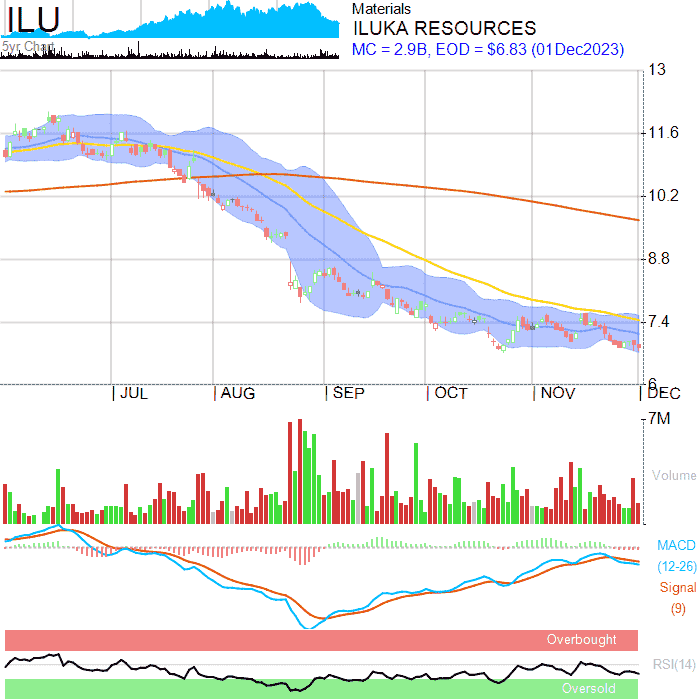 ILU
5yr Chart
Materials
ILUKA RESOURCES
MC = 2.9B, EOD = $6.83 (01Dec2023)
13
11.6
10.2
8.8
7.4
6
JUL AUG SEP OCT NOV DEC
7M
Volume
MACD
(12-26)
Signal
(9)
Overbought
RSI(14)
Oversold